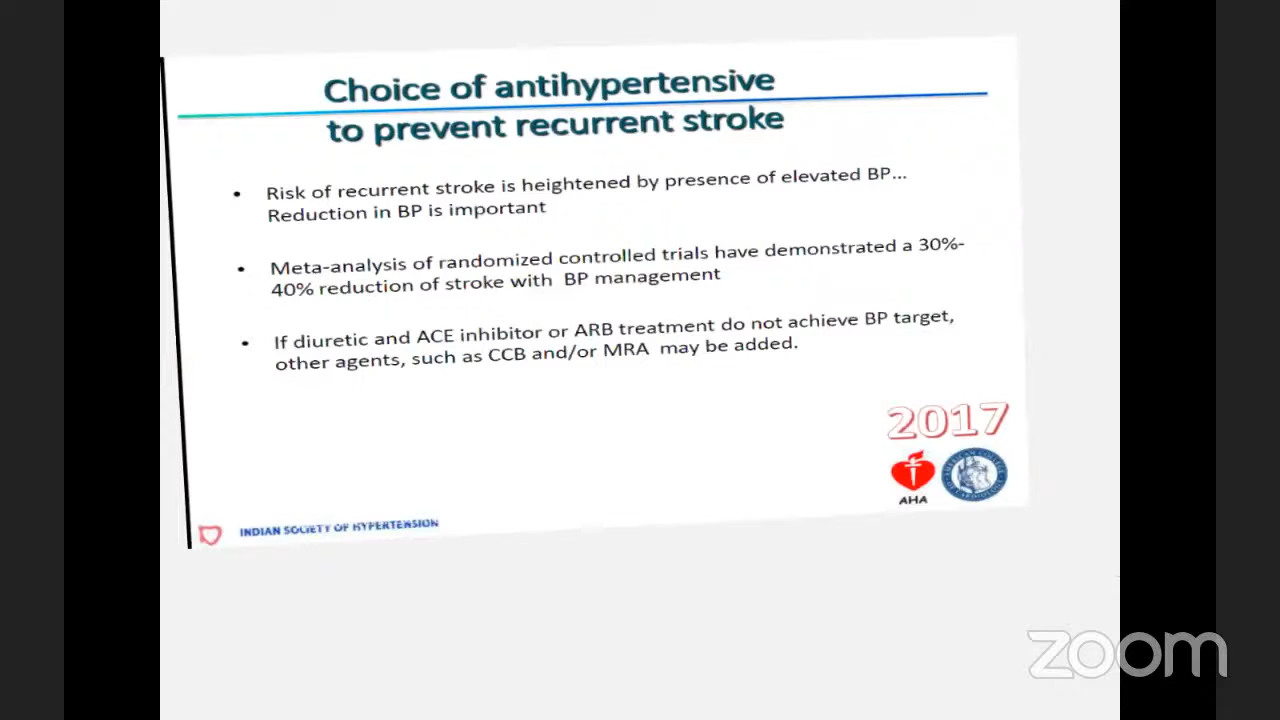 Choice of antihypertensive
to prevent recurrent stroke
• Risk of recurrent stroke is heightened by presence of elevated BP...
Reduction in BP is important
• Meta-analysis of randomized controlled trials have demonstrated a 30%-
40% reduction of stroke with BP management
• If diuretic and ACE inhibitor or ARB treatment do not achieve BP target,
other agents, such as CCB and/or MRA may be added.
2017
AHA
INDIAN SOCIETY OF HYPERTENSION
zoom